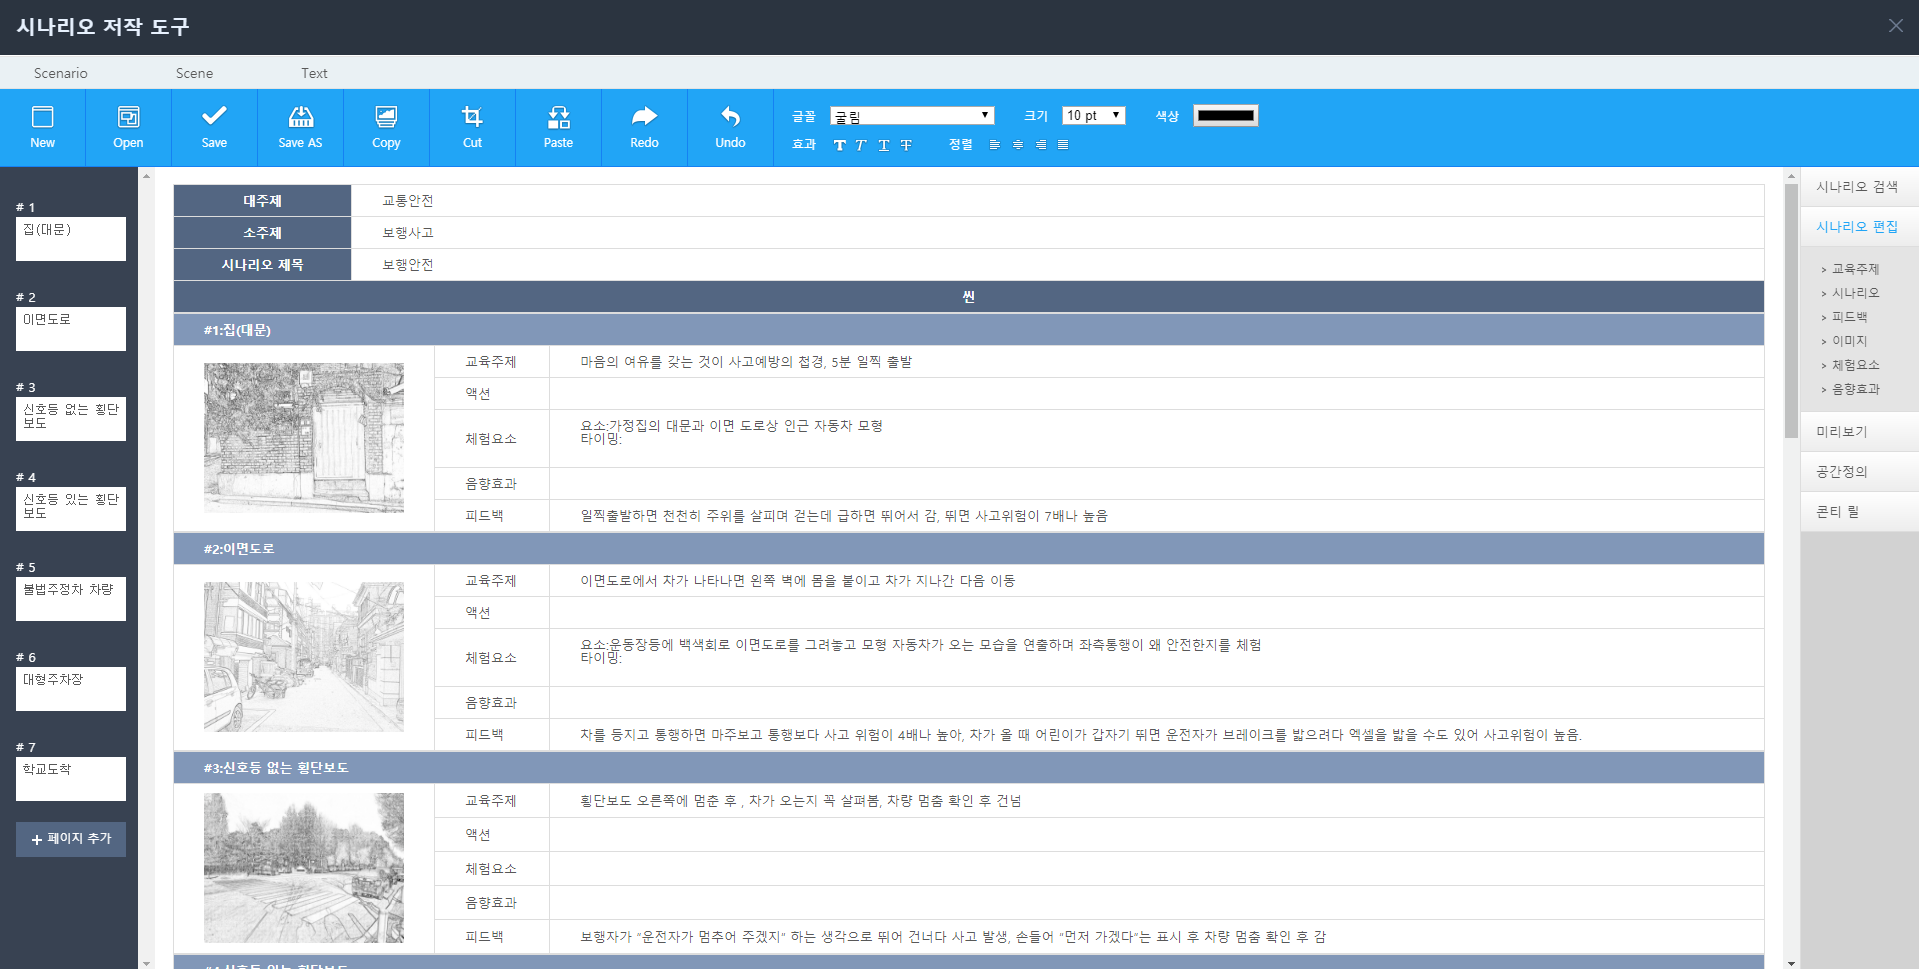 시나리오 저작 도구
Scenario Scene Text
New Open Save Save AS Copy Cut Paste Redo Undo
글꼴 굴림 크기 10 pt 색상
효과 T T T T 정렬
# 1
집(대문)
# 2
이면도로
# 3
신호등 없는 횡단
보도
# 4
신호등 있는 횡단
보도
# 5
불법주정차 차량
# 6
대형주차장
# 7
학교도착
+ 페이지 추가
대주제 교통안전
소주제 보행사고
시나리오 제목 보행안전
씬
#1:집(대문)
교육주제 마음의 여유를 갖는 것이 사고예방의 첩경, 5분 일찍 출발
액션
체험요소 요소:가정집의 대문과 이면 도로상 인근 자동차 모형
타이밍:
음향효과
피드백 일찍출발하면 천천히 주위를 살피며 걷는데 급하면 뛰어서 감, 뛰면 사고위험이 7배나 높음
#2:이면도로
교육주제 이면도로에서 차가 나타나면 왼쪽 벽에 몸을 붙이고 차가 지나간 다음 이동
액션
체험요소 요소:운동장등에 백색회로 이면도로를 그려놓고 모형 자동차가 오는 모습을 연출하며 좌측통행이 왜 안전한지를 체험
타이밍:
음향효과
피드백 차를 등지고 통행하면 마주보고 통행보다 사고 위험이 4배나 높아, 차가 올 때 어린이가 갑자기 뛰면 운전자가 브레이크를 밟으려다 엑셀을 밟을 수도 있어 사고위험이 높음.
#3:신호등 없는 횡단보도
교육주제 횡단보도 오른쪽에 멈춘 후 , 차가 오는지 꼭 살펴봄, 차량 멈춤 확인 후 건넘
액션
체험요소
음향효과
피드백 보행자가 “운전자가 멈추어 주겠지” 하는 생각으로 뛰어 건너다 사고 발생, 손들어 “먼저 가겠다”는 표시 후 차량 멈춤 확인 후 감
#4:신호등 있는 횡단보도
시나리오 검색
시나리오 편집
> 교육주제
> 시나리오
> 피드백
> 이미지
> 체험요소
> 음향효과
미리보기
공간정의
콘티 릴